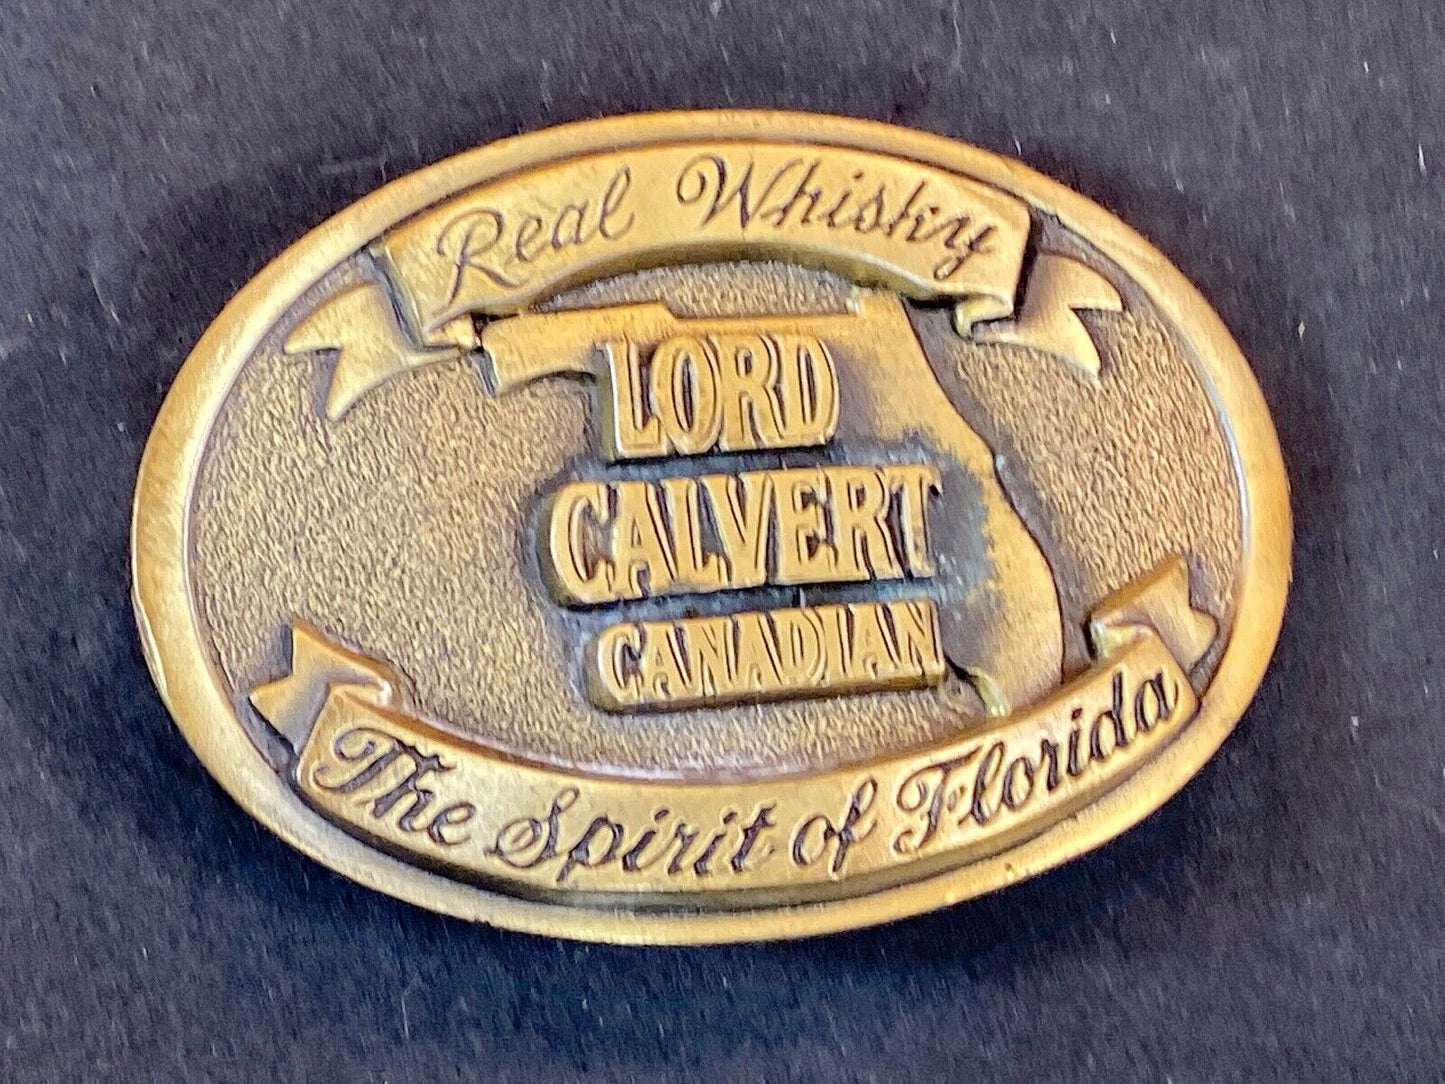 Real Whisky
LORD
CALVERT
CANADIAN
The Spirit of Florida